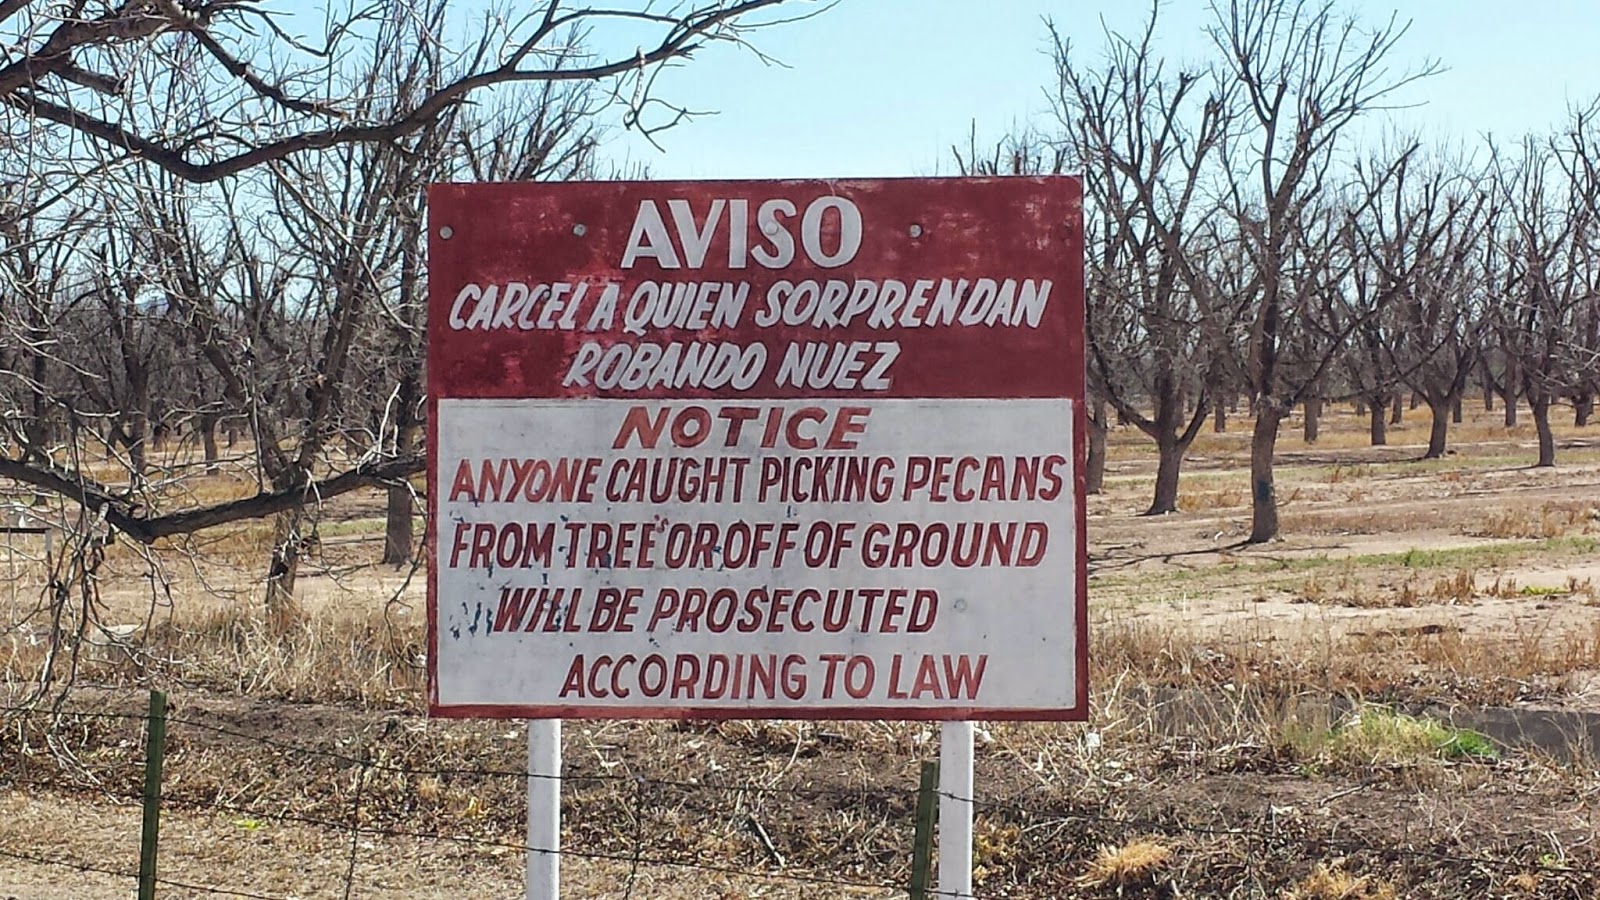 AVISO
CARCEL A QUIEN SORPRENDAN
ROBANDO NUEZ
NOTICE
ANYONE CAUGHT PICKING PECANS
FROM TREE'S OR OFF OF GROUND
WILL BE PROSECUTED
ACCORDING TO LAW